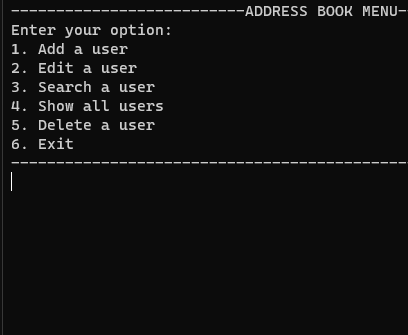 --------------------------ADDRESS BOOK MENU-
Enter your option:
1. Add a user
2. Edit a user
3. Search a user
4. Show all users
5. Delete a user
6. Exit
--------------------------------------------